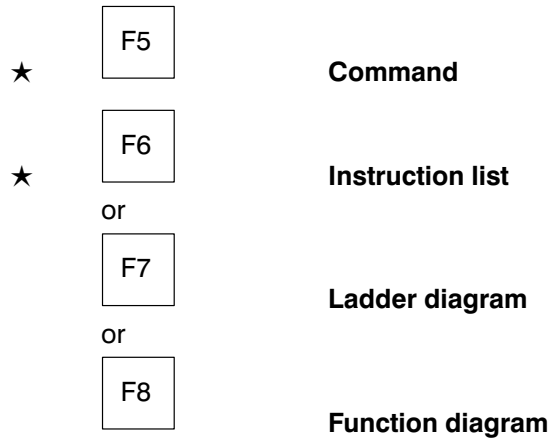 F5
★ Command
F6
★ Instruction list
or
F7
Ladder diagram
or
F8
Function diagram